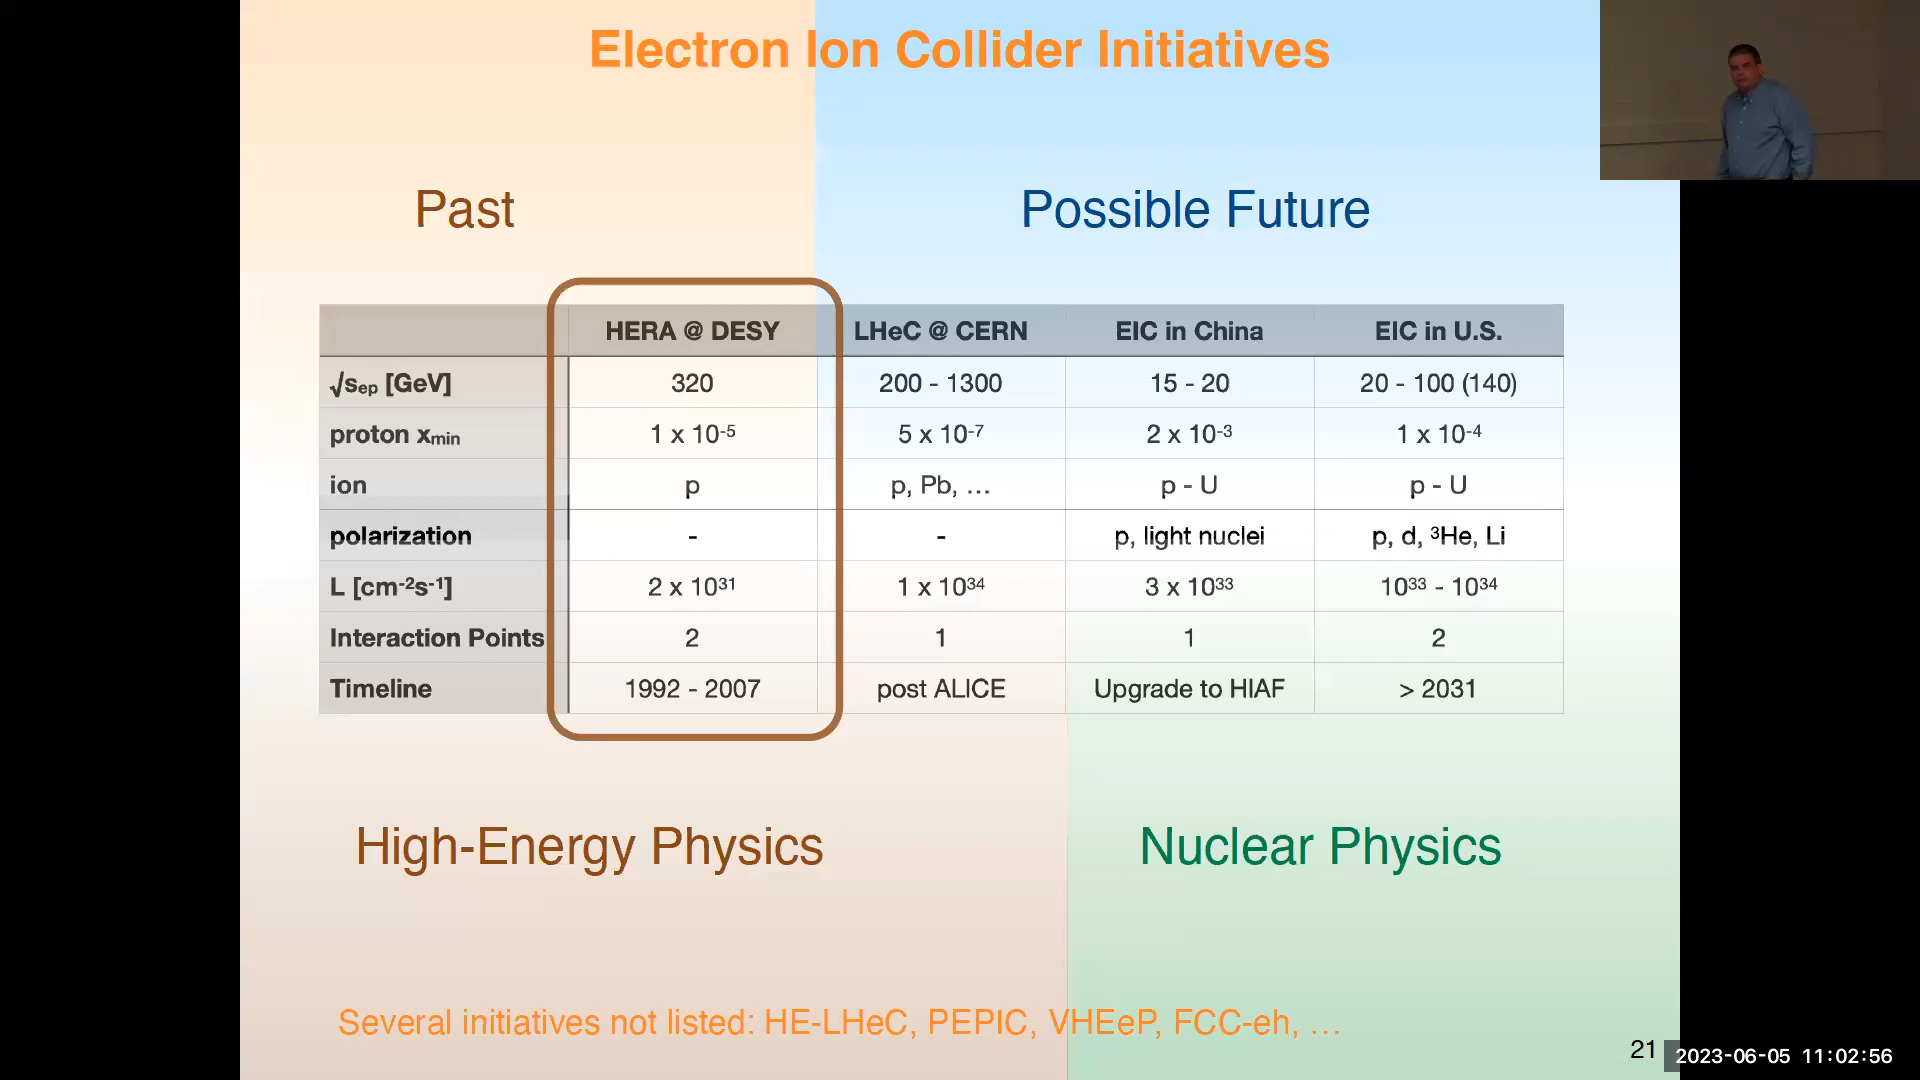 Electron Ion Collider Initiatives
Past
Possible Future
HERA @ DESY LHeC @ CERN EIC in China EIC in U.S.
√sₑₚ [GeV] 320 200 - 1300 15 - 20 20 - 100 (140)
proton xmin 1 x 10⁻⁵ 5 x 10⁻⁷ 2 x 10⁻³ 1 x 10⁻⁴
ion p p, Pb, … p - U p - U
polarization - - p, light nuclei p, d, ³He, Li
L [cm⁻²s⁻¹] 2 x 10³¹ 1 x 10³⁴ 3 x 10³³ 10³³ - 10³⁴
Interaction Points 2 1 1 2
Timeline 1992 - 2007 post ALICE Upgrade to HIAF > 2031
High-Energy Physics
Nuclear Physics
Several initiatives not listed: HE-LHeC, PEPIC, VHEeP, FCC-eh, …
21
2023-06-05 11:02:56